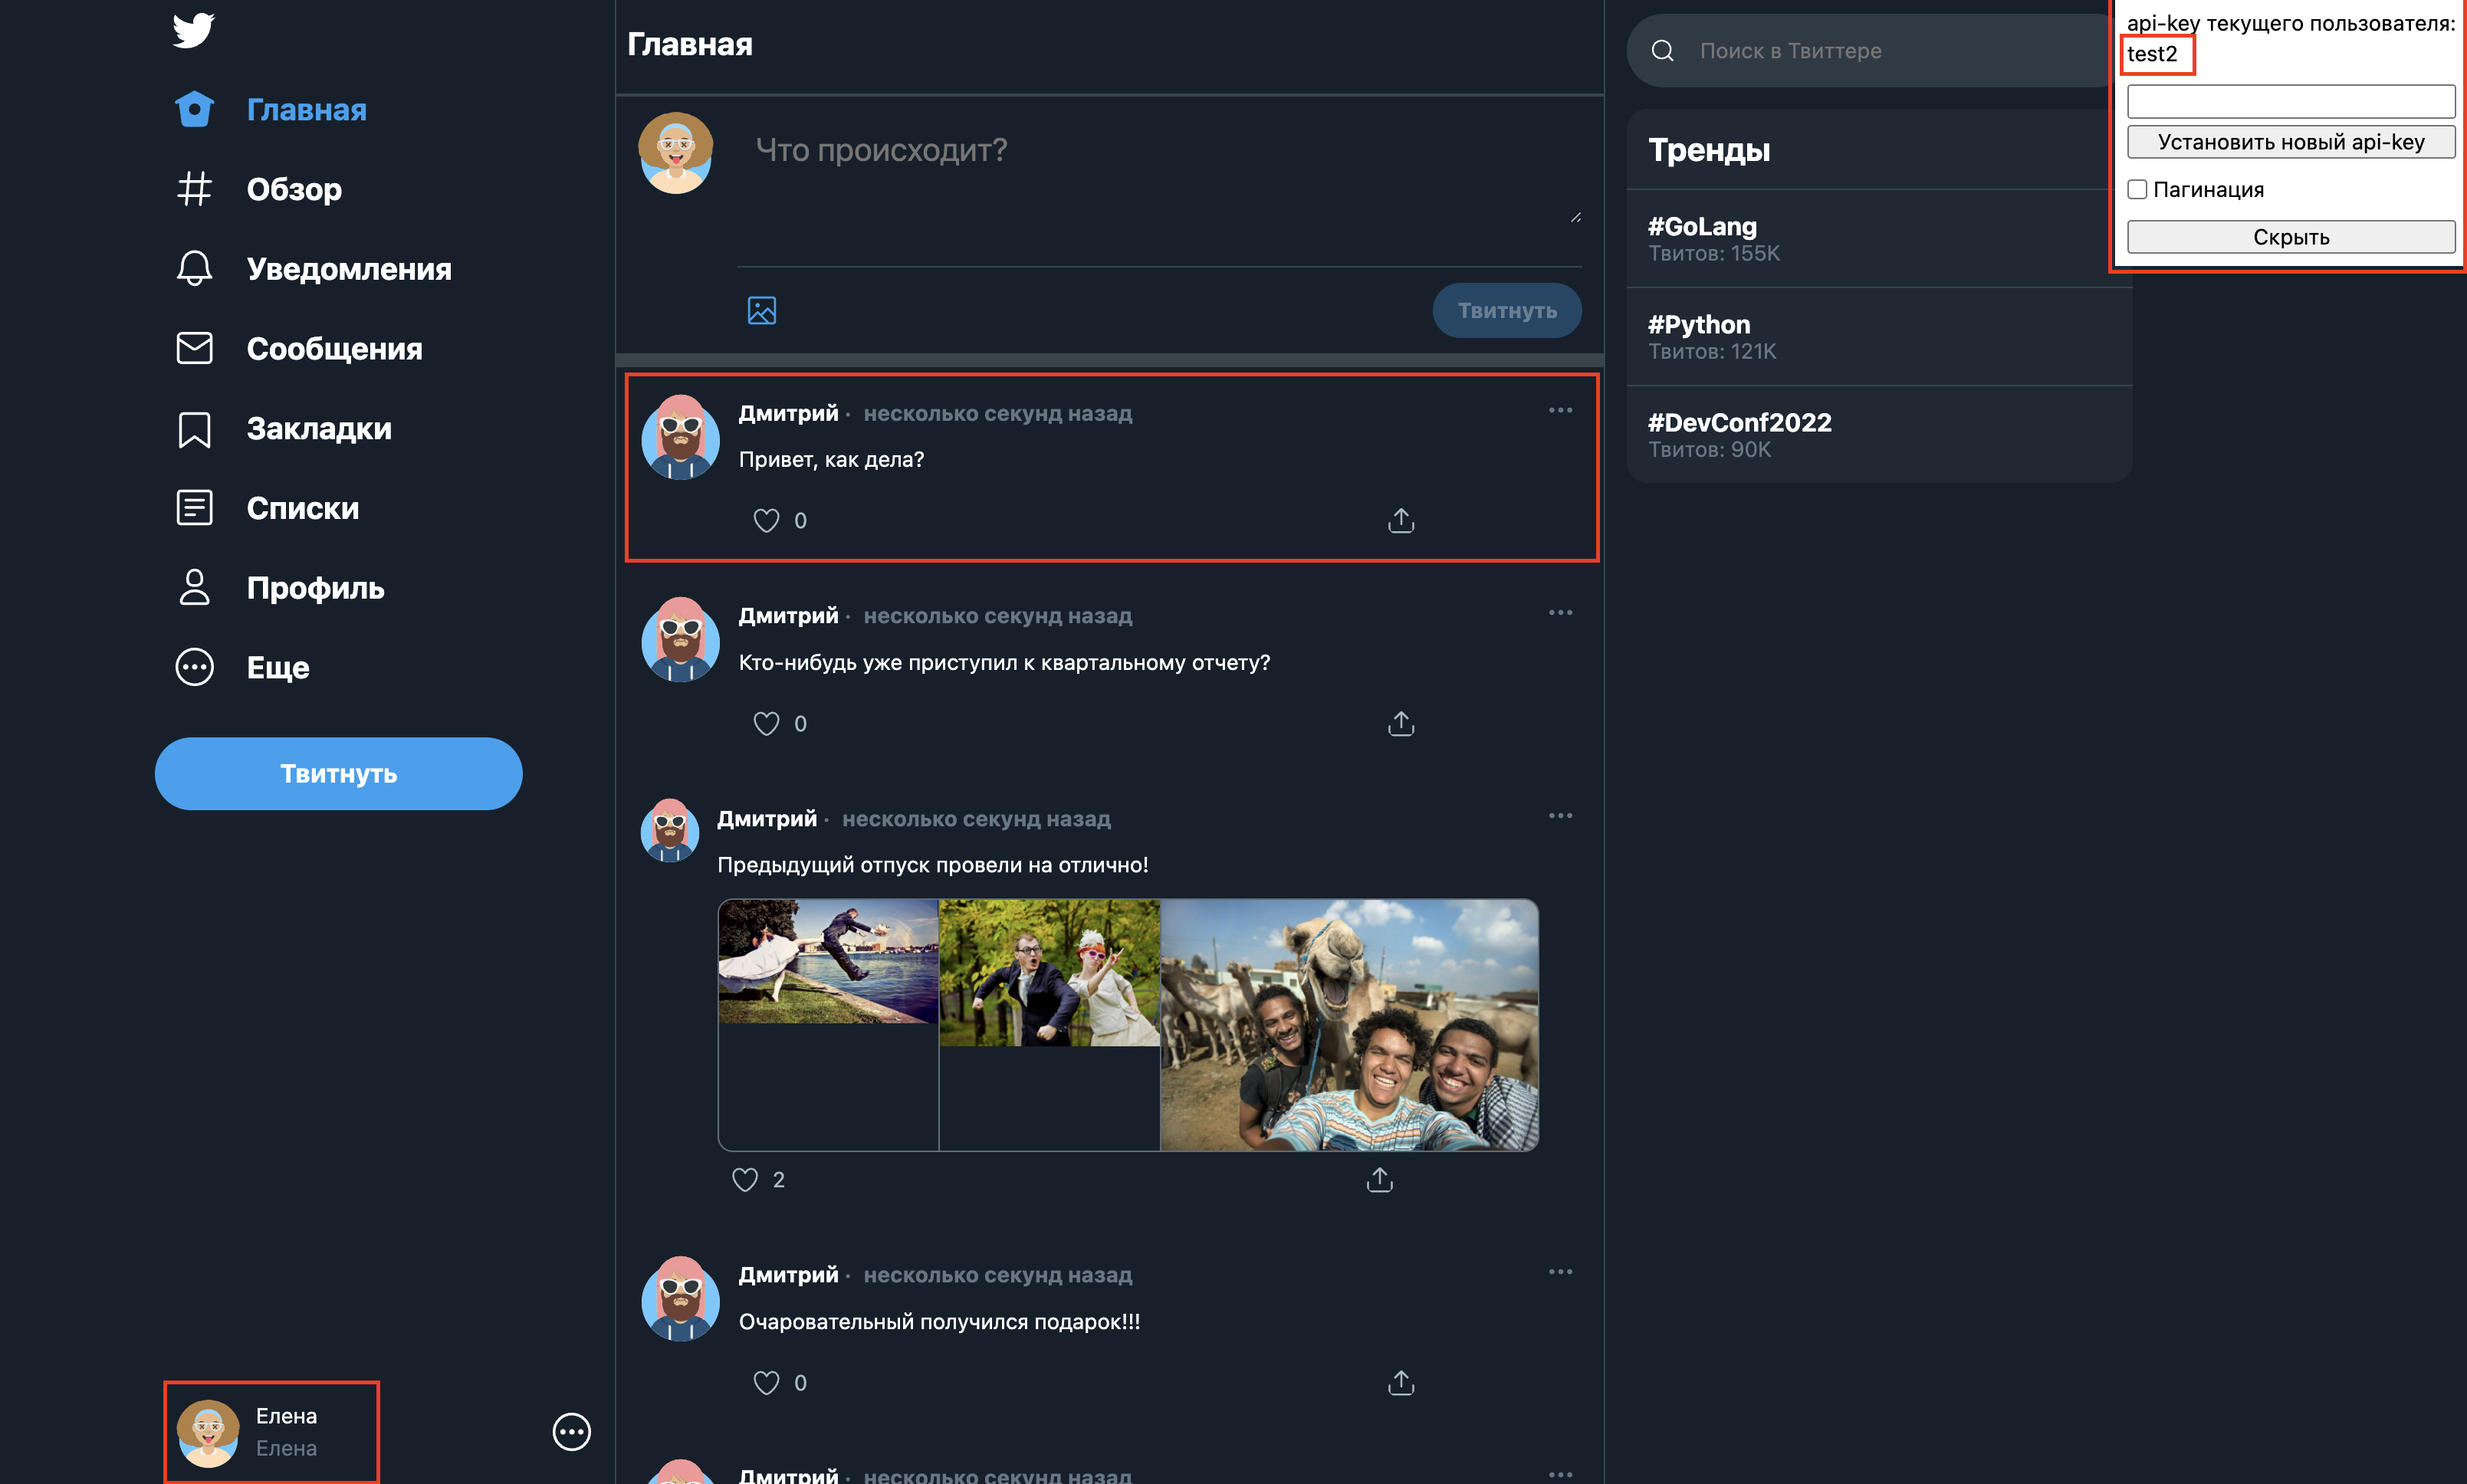 Главная
Обзор
Уведомления
Сообщения
Закладки
Списки
Профиль
Еще
Твитнуть
Елена
Елена
Главная
Что происходит?
Твитнуть
Дмитрий · несколько секунд назад
Привет, как дела?
0
Дмитрий · несколько секунд назад
Кто-нибудь уже приступил к квартальному отчету?
0
Дмитрий · несколько секунд назад
Предыдущий отпуск провели на отлично!
2
Дмитрий · несколько секунд назад
Очаровательный получился подарок!!!
0
Дмитрий · несколько секунд назад
Поиск в Твиттере
Тренды
#GoLang
Твитов: 155K
#Python
Твитов: 121K
#DevConf2022
Твитов: 90K
api-key текущего пользователя:
test2
Установить новый api-key
Пагинация
Скрыть